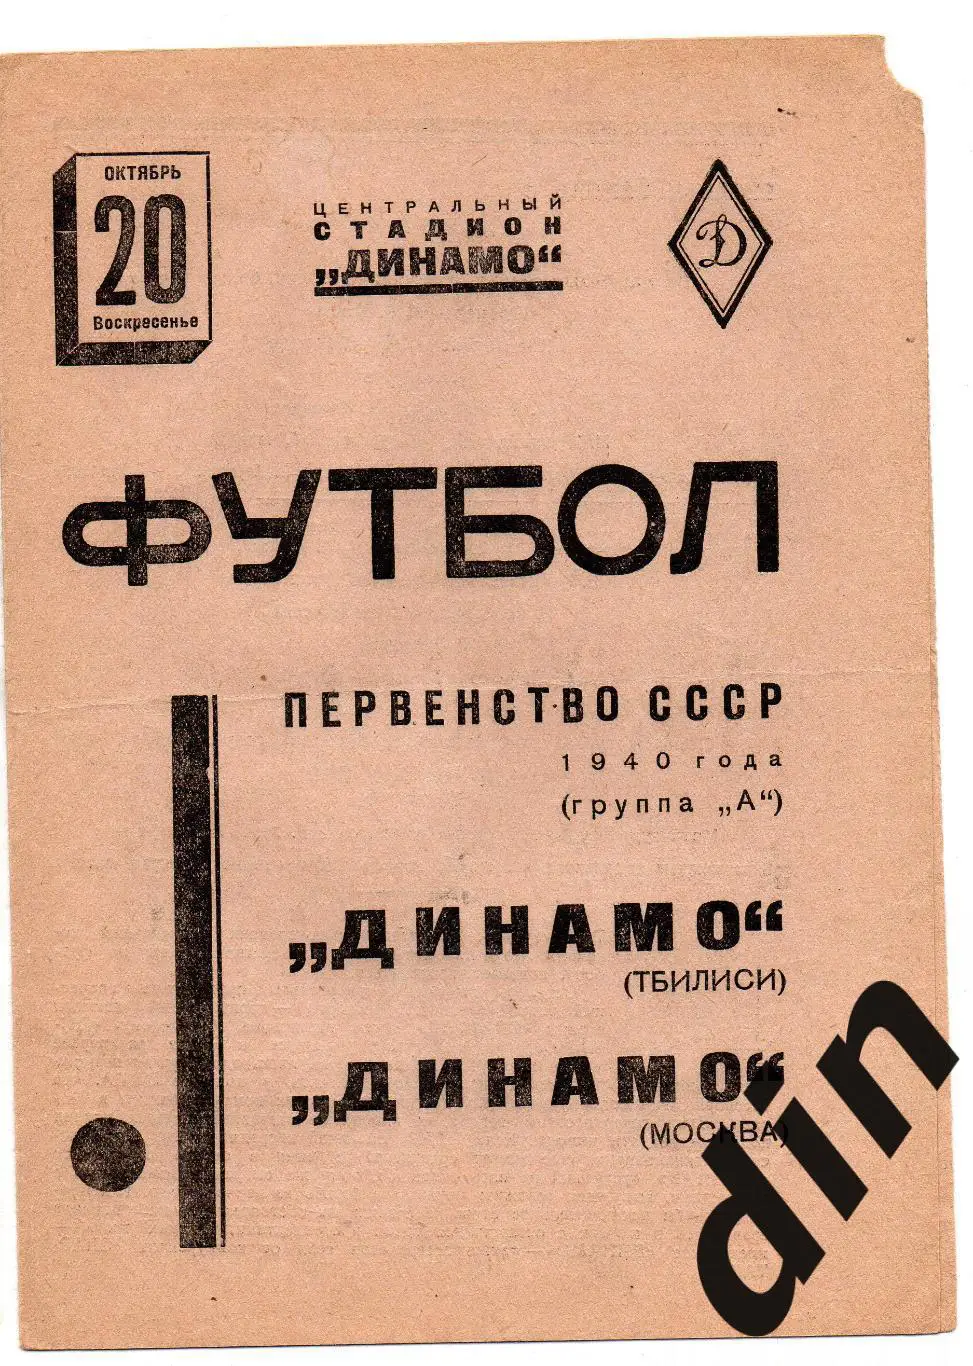 ОКТЯБРЬ
20
Воскресенье
ЦЕНТРАЛЬНЫЙ
СТАДИОН
„ДИНАМО“
Д
ФУТБОЛ
ПЕРВЕНСТВО СССР
1940 года
(группа „А“)
„ДИНАМО“
(ТБИЛИСИ)
„ДИНАМО“
(МОСКВА)
din